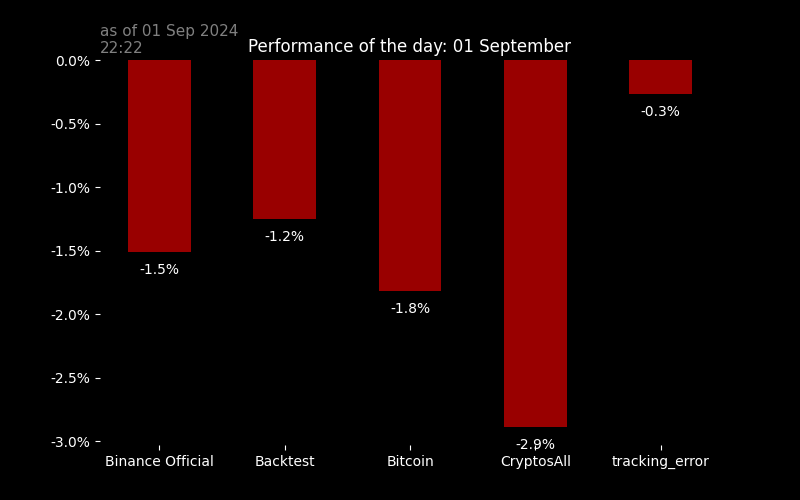 as of 01 Sep 2024
22:22
Performance of the day: 01 September
0.0%
-0.5%
-1.0%
-1.5%
-2.0%
-2.5%
-3.0%
-1.5%
-1.2%
-1.8%
-2.9%
-0.3%
Binance Official
Backtest
Bitcoin
CryptosAll
tracking_error